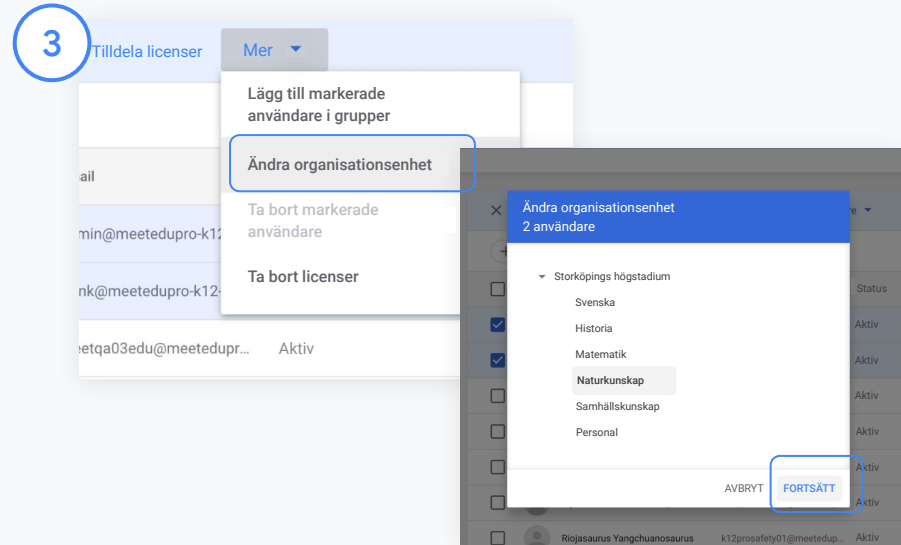 3
Tilldela licenser
Mer
Lägg till markerade
användare i grupper
Ändra organisationsenhet
Ta bort markerade
användare
Ta bort licenser
ail
min@meetedupro-k12
nk@meetedupro-k12-
eetqa03edu@meetedupr...
Aktiv
Ändra organisationsenhet
2 användare
Storköpings högstadium
Svenska
Historia
Matematik
Naturkunskap
Samhällskunskap
Personal
AVBRYT
FORTSÄTT
re
Status
Aktiv
Aktiv
Aktiv
Aktiv
Aktiv
Aktiv
Riojasaurus Yangchuanosaurus
k12prosafety01@meetedup...
Aktiv